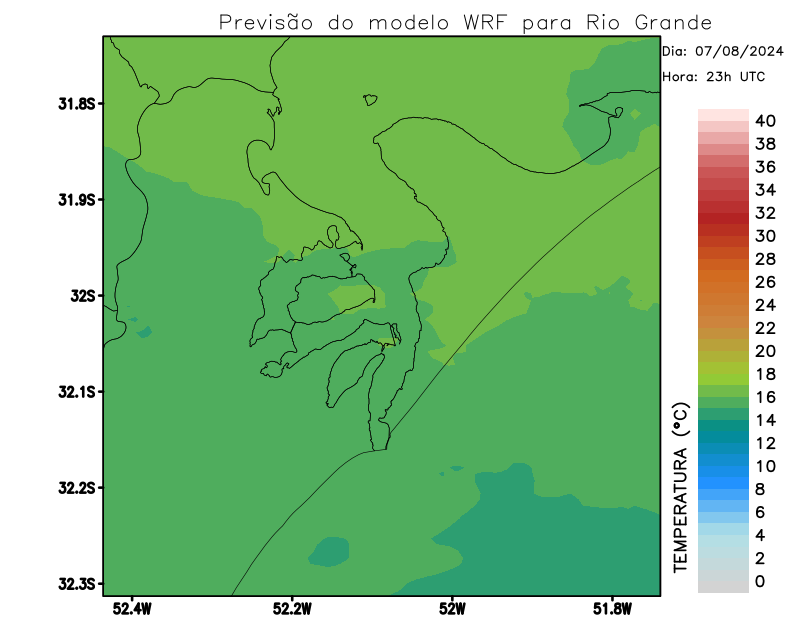 Previsão do modelo WRF para Rio Grande
Dia: 07/08/2024
Hora: 23h UTC
31.8S
31.9S
32S
32.1S
32.2S
32.3S
52.4W
52.2W
52W
51.8W
TEMPERATURA (°C)
40
38
36
34
32
30
28
26
24
22
20
18
16
14
12
10
8
6
4
2
0